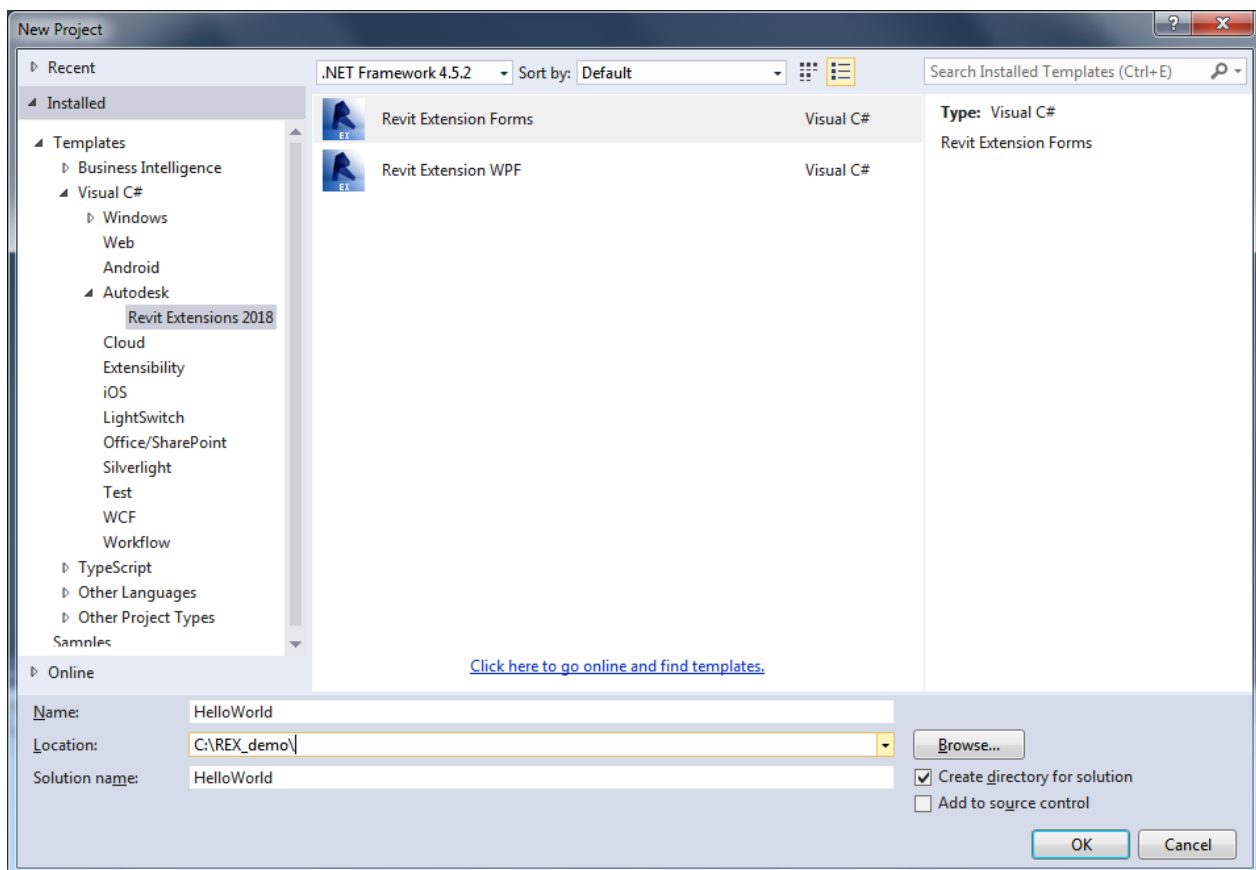 New Project
Recent
Installed
Templates
Business Intelligence
Visual C#
Windows
Web
Android
Autodesk
Revit Extensions 2018
Cloud
Extensibility
iOS
LightSwitch
Office/SharePoint
Silverlight
Test
WCF
Workflow
TypeScript
Other Languages
Other Project Types
Samples
Online
.NET Framework 4.5.2 Sort by: Default
Search Installed Templates (Ctrl+E)
EX Revit Extension Forms Visual C#
EX Revit Extension WPF Visual C#
Click here to go online and find templates.
Type: Visual C#
Revit Extension Forms
Name: HelloWorld
Location: C:\REX_demo\
Browse...
Solution name: HelloWorld
Create directory for solution
Add to source control
OK Cancel